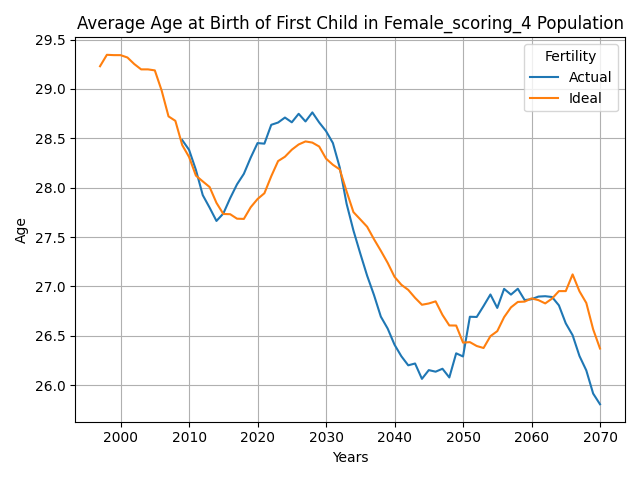 Average Age at Birth of First Child in Female_scoring_4 Population
Fertility
Actual
Ideal
Age
29.5
29.0
28.5
28.0
27.5
27.0
26.5
26.0
2000 2010 2020 2030 2040 2050 2060 2070
Years